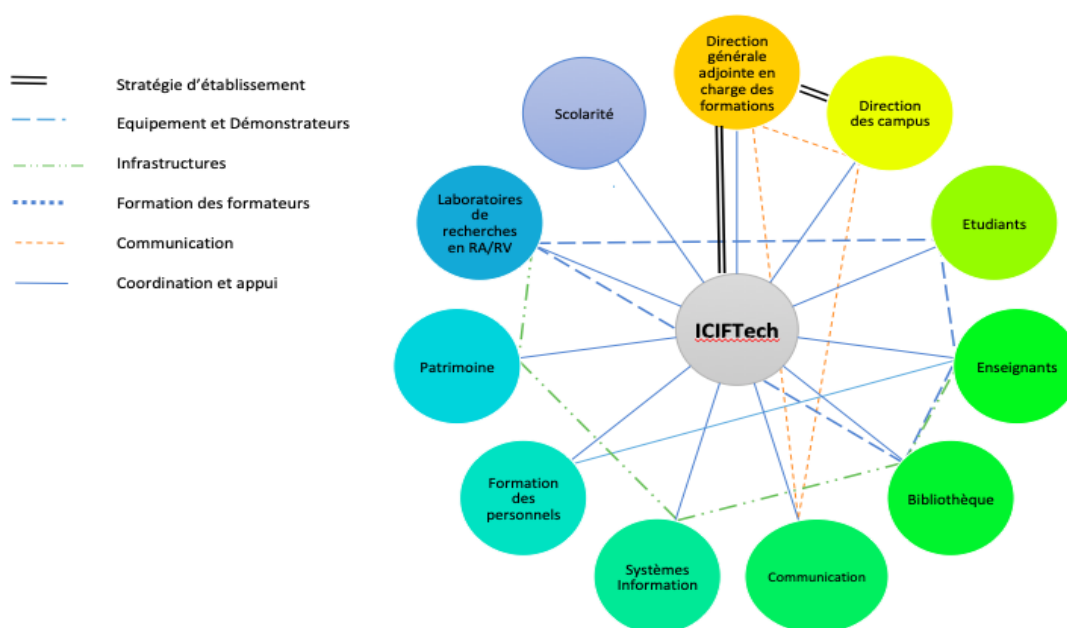 Stratégie d'établissement
Equipement et Démonstrateurs
Infrastructures
Formation des formateurs
Communication
Coordination et appui
Direction
générale
adjointe en
charge des
formations
Direction
des campus
Scolarité
Laboratoires
de
recherches
en RA/RV
Etudiants
ICIFTech
Patrimoine
Enseignants
Formation
des
personnels
Bibliothèque
Systèmes
Information
Communication